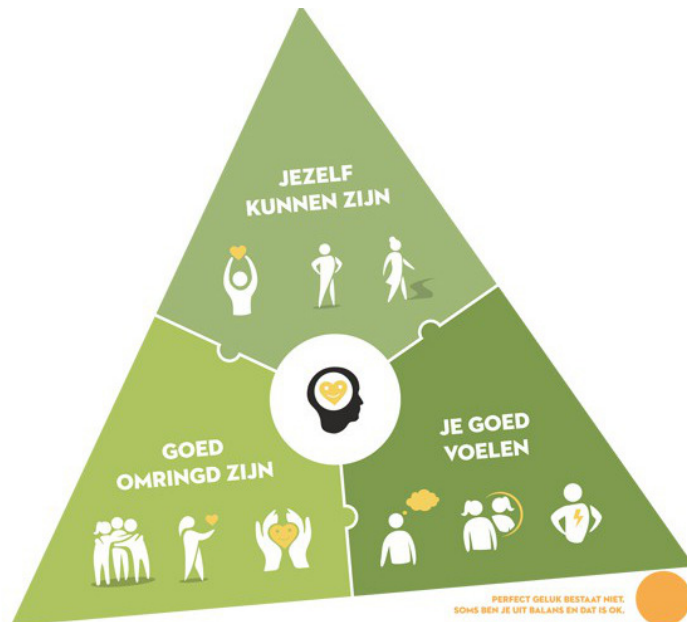 JEZELF
KUNNEN ZIJN
GOED
OMRINGD ZIJN
JE GOED
VOELEN
PERFECT GELUK BESTAAT NIET.
SOMS BEN JE UIT BALANS EN DAT IS OK.